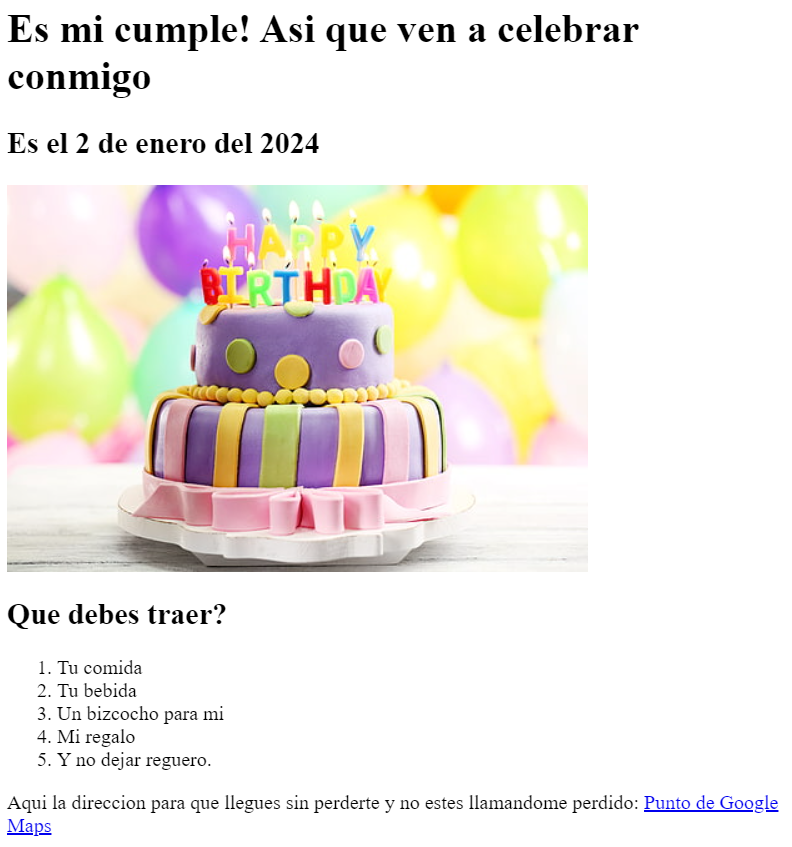 Es mi cumple! Asi que ven a celebrar
conmigo
Es el 2 de enero del 2024
HAPPY
BIRTHDAY
Que debes traer?
1. Tu comida
2. Tu bebida
3. Un bizcocho para mi
4. Mi regalo
5. Y no dejar reguero.
Aqui la direccion para que llegues sin perderte y no estes llamandome perdido: Punto de Google
Maps